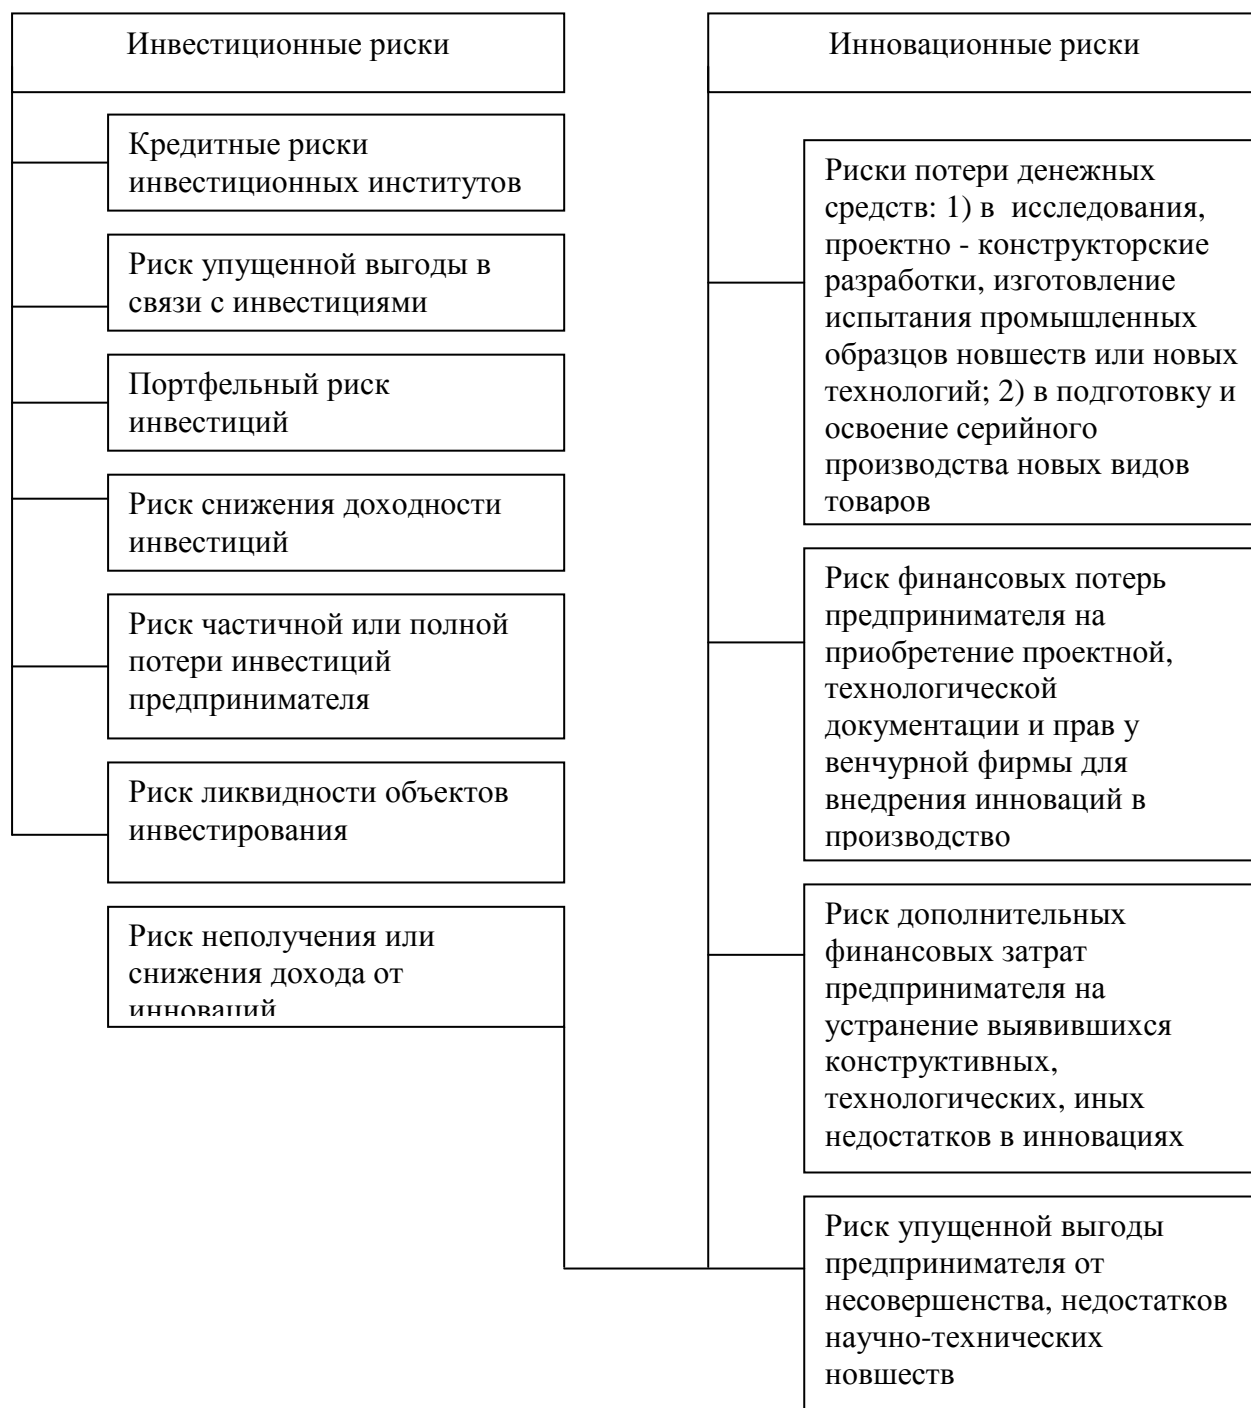 Инвестиционные риски
Кредитные риски
инвестиционных институтов
Риск упущенной выгоды в
связи с инвестициями
Портфельный риск
инвестиций
Риск снижения доходности
инвестиций
Риск частичной или полной
потери инвестиций
предпринимателя
Риск ликвидности объектов
инвестирования
Риск неполучения или
снижения дохода от
инноваций
Инновационные риски
Риски потери денежных
средств: 1) в исследования,
проектно - конструкторские
разработки, изготовление
испытания промышленных
образцов новшеств или новых
технологий; 2) в подготовку и
освоение серийного
производства новых видов
товаров
Риск финансовых потерь
предпринимателя на
приобретение проектной,
технологической
документации и прав у
венчурной фирмы для
внедрения инноваций в
производство
Риск дополнительных
финансовых затрат
предпринимателя на
устранение выявившихся
конструктивных,
технологических, иных
недостатков в инновациях
Риск упущенной выгоды
предпринимателя от
несовершенства, недостатков
научно-технических
новшеств